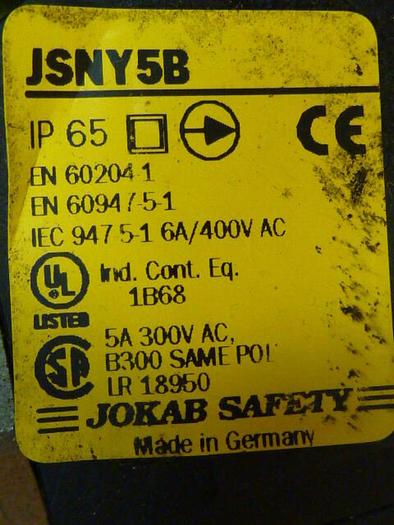 JSNY5B
IP 65
CE
EN 60204-1
EN 60947-5-1
IEC 947 5-1 6A/400V AC
UL
LISTED
Ind. Cont. Eq.
1B68
SA
5A 300V AC,
B300 SAME POL
LR 18950
JOKAB SAFETY
Made in Germany